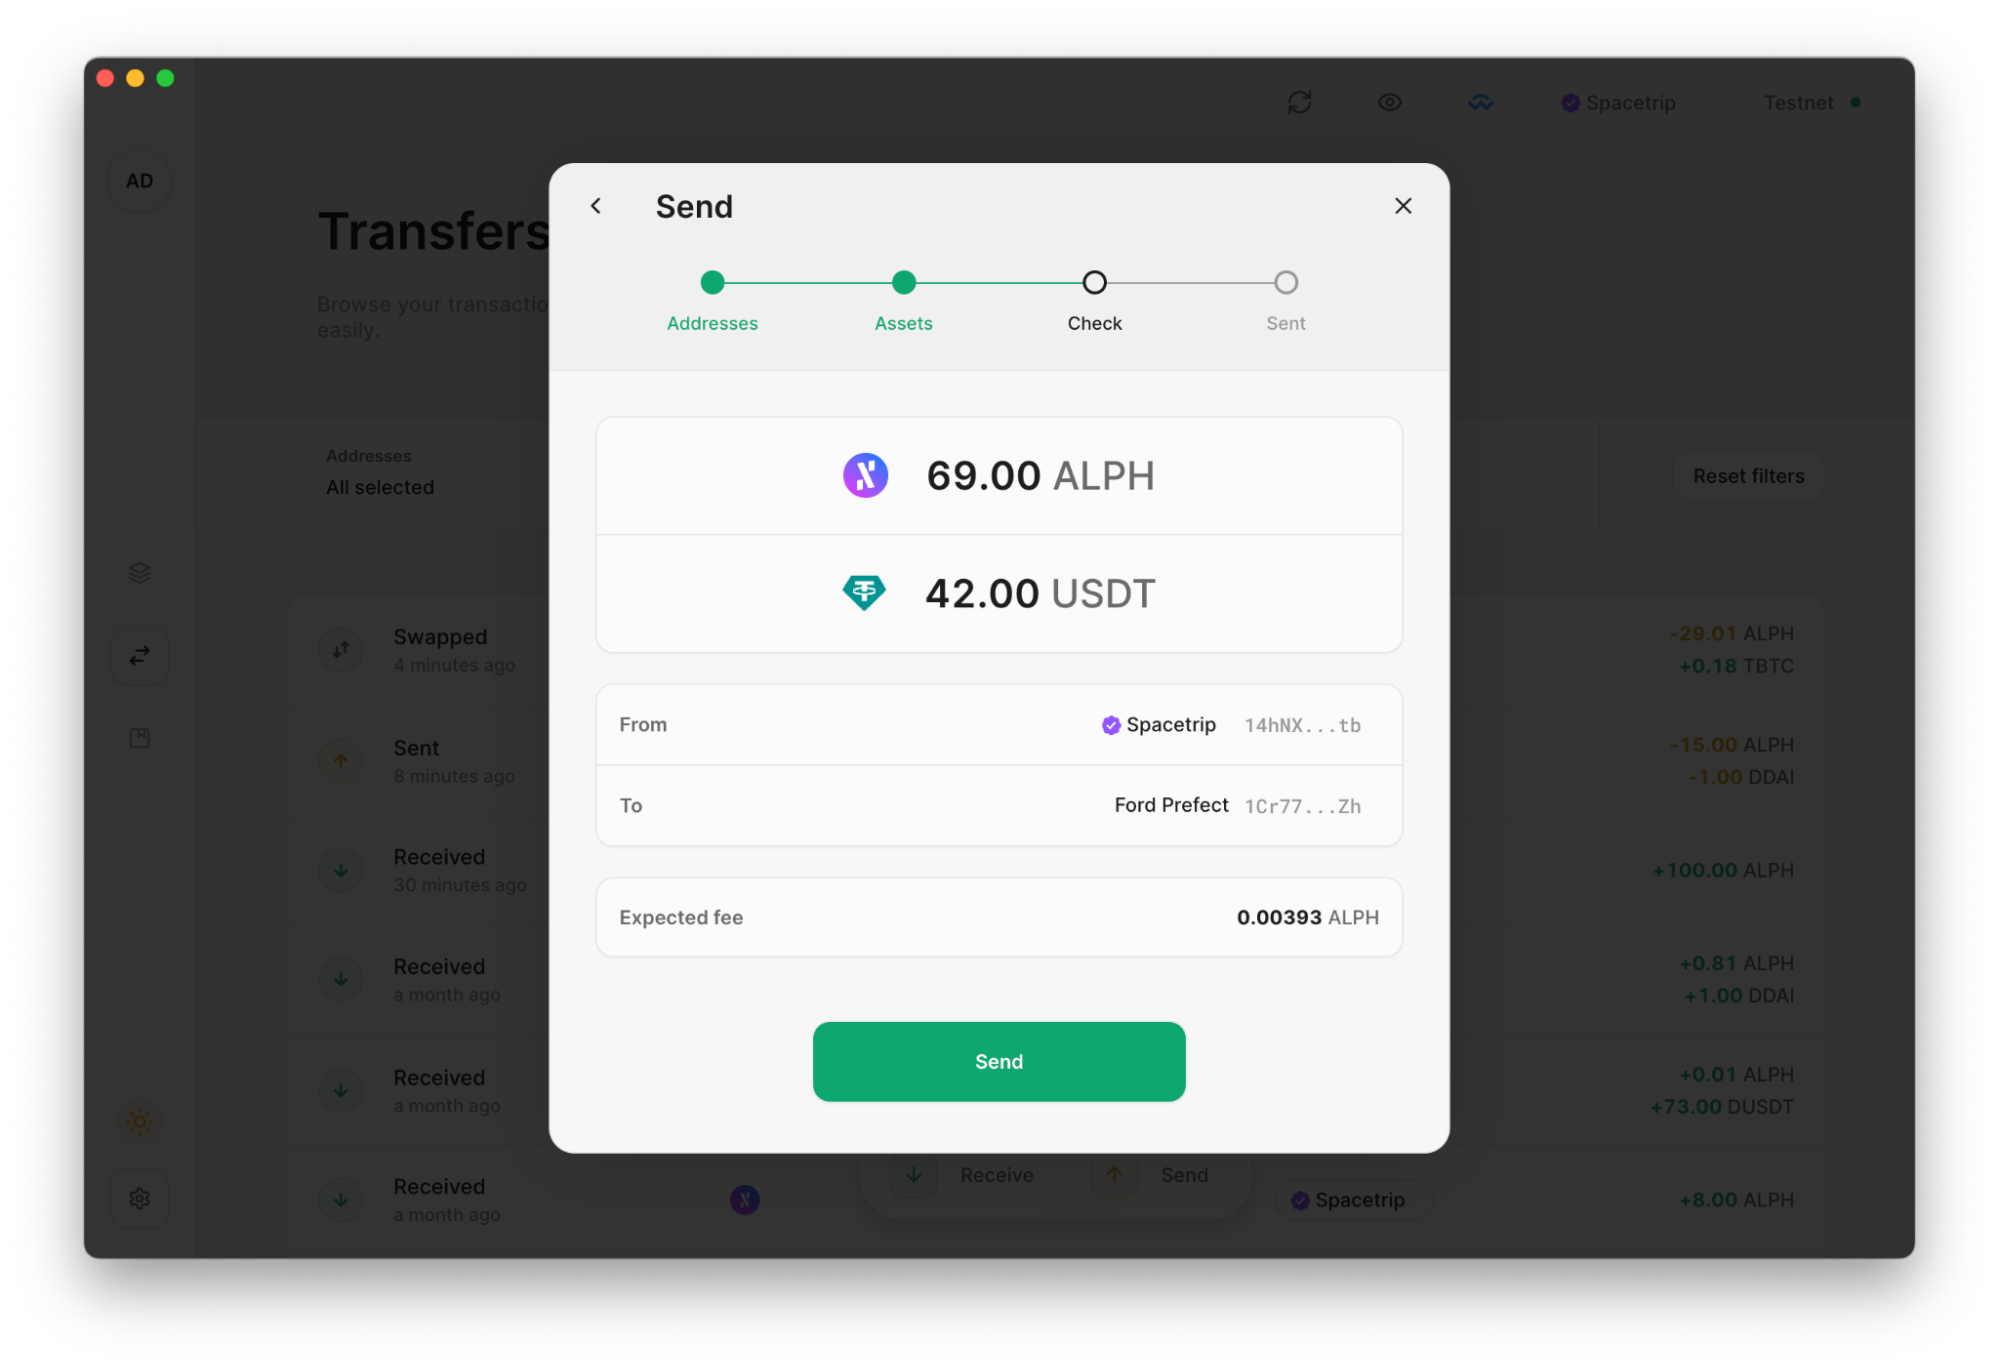 Spacetrip
Testnet
AD
Transfers
Browse your transactio
easily.
Send
Addresses
Assets
Check
Sent
Addresses
All selected
Reset filters
69.00 ALPH
42.00 USDT
From
Spacetrip 14hNX...tb
To
Ford Prefect 1Cr77...Zh
Expected fee
0.00393 ALPH
Send
Swapped
4 minutes ago
-29.01 ALPH
+0.18 TBTC
Sent
8 minutes ago
-15.00 ALPH
-1.00 DDAI
Received
30 minutes ago
+100.00 ALPH
Received
a month ago
+0.81 ALPH
+1.00 DDAI
Received
a month ago
+0.01 ALPH
+73.00 DUSDT
Received
a month ago
Spacetrip
+8.00 ALPH
Receive
Send